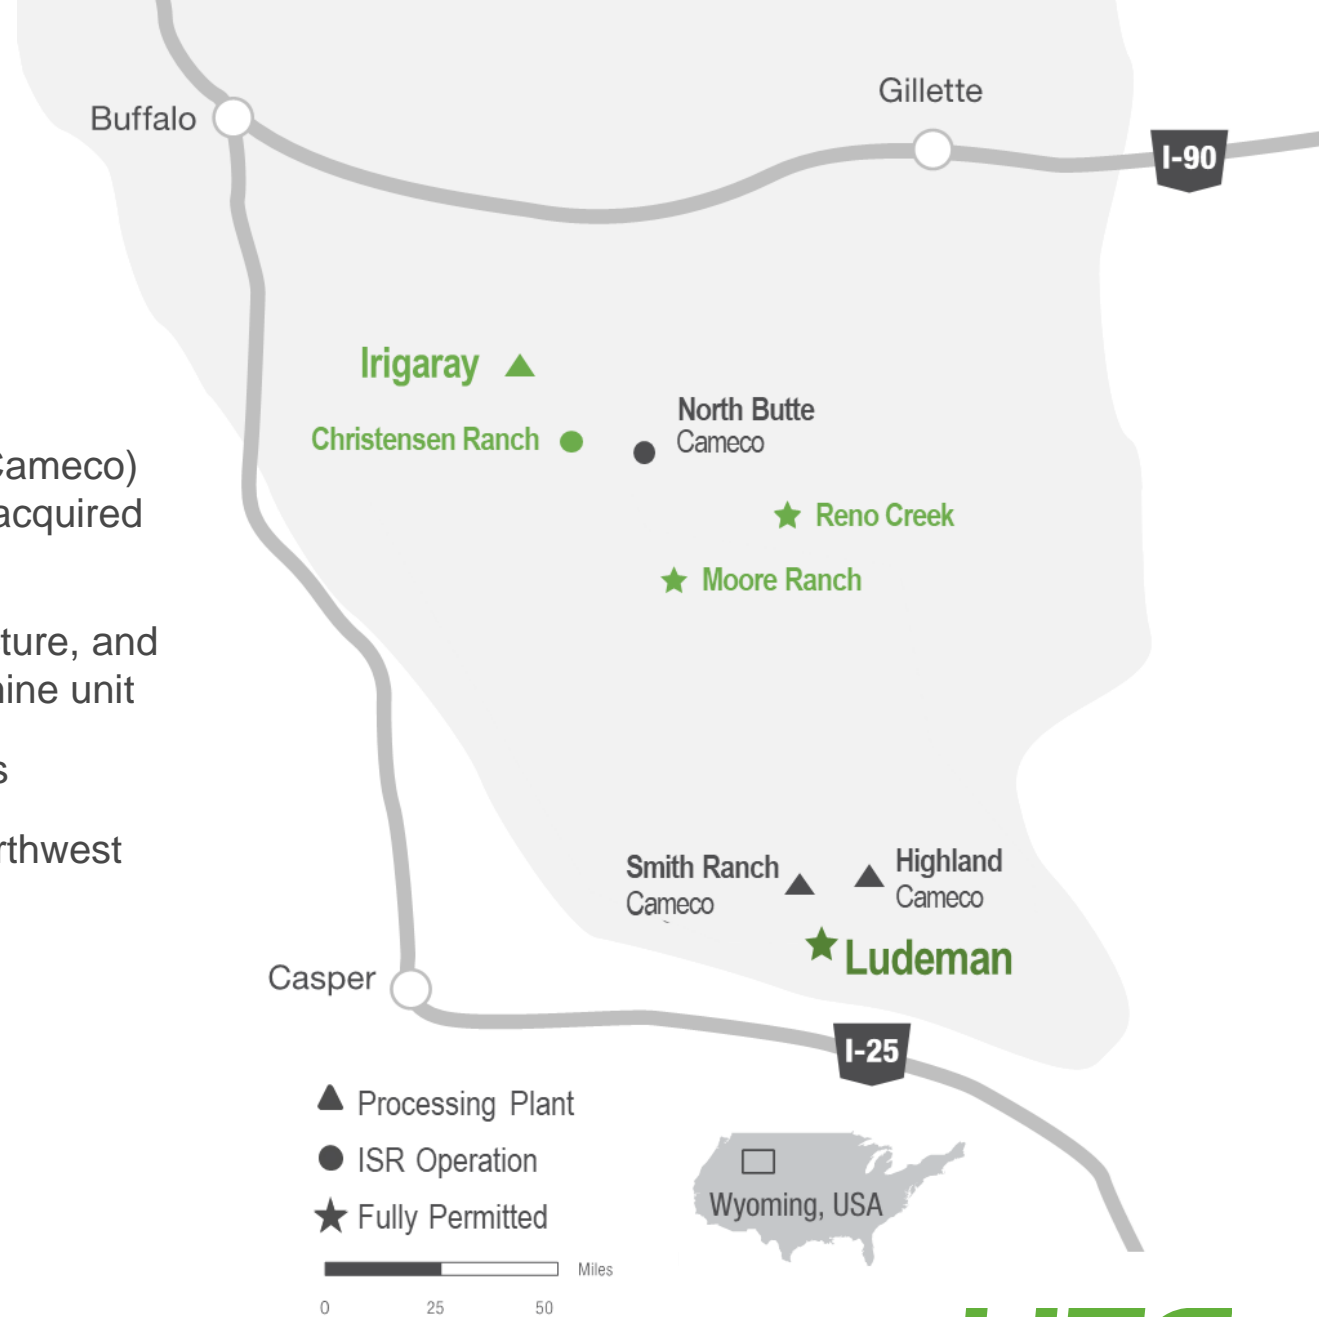 Gillette
Buffalo
I-90
Irigaray
North Butte
Cameco
Christensen Ranch
Cameco)
acquired
Reno Creek
Moore Ranch
ture, and
nine unit
s
rthwest
Smith Ranch
Cameco
Highland
Cameco
Ludeman
Casper
I-25
Processing Plant
ISR Operation
Fully Permitted
Wyoming, USA
Miles
0 25 50